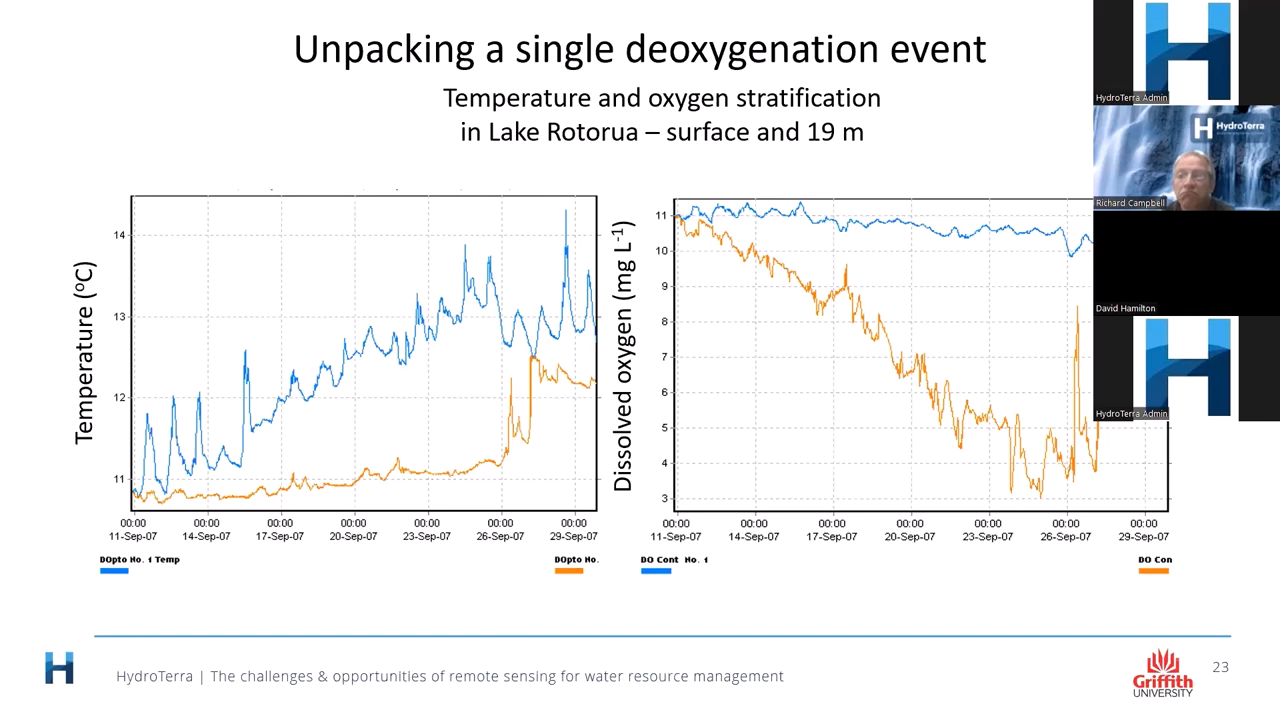 Unpacking a single deoxygenation event
Temperature and oxygen stratification
in Lake Rotorua – surface and 19 m
HydroTerra Admin
HydroTerra
Richard Campbell
David Hamilton
HydroTerra Admin
Temperature (⁰C)
14
13
12
11
00:00 00:00 00:00 00:00 00:00 00:00 00:00
11-Sep-07 14-Sep-07 17-Sep-07 20-Sep-07 23-Sep-07 26-Sep-07 29-Sep-07
DOpto No. 1 Temp DOpto No.
Dissolved oxygen (mg L⁻¹)
11
10
9
8
7
6
5
4
3
00:00 00:00 00:00 00:00 00:00 00:00 00:00
11-Sep-07 14-Sep-07 17-Sep-07 20-Sep-07 23-Sep-07 26-Sep-07 29-Sep-07
DO Cont No. 1 DO Con
HydroTerra | The challenges & opportunities of remote sensing for water resource management
Griffith
UNIVERSITY
23